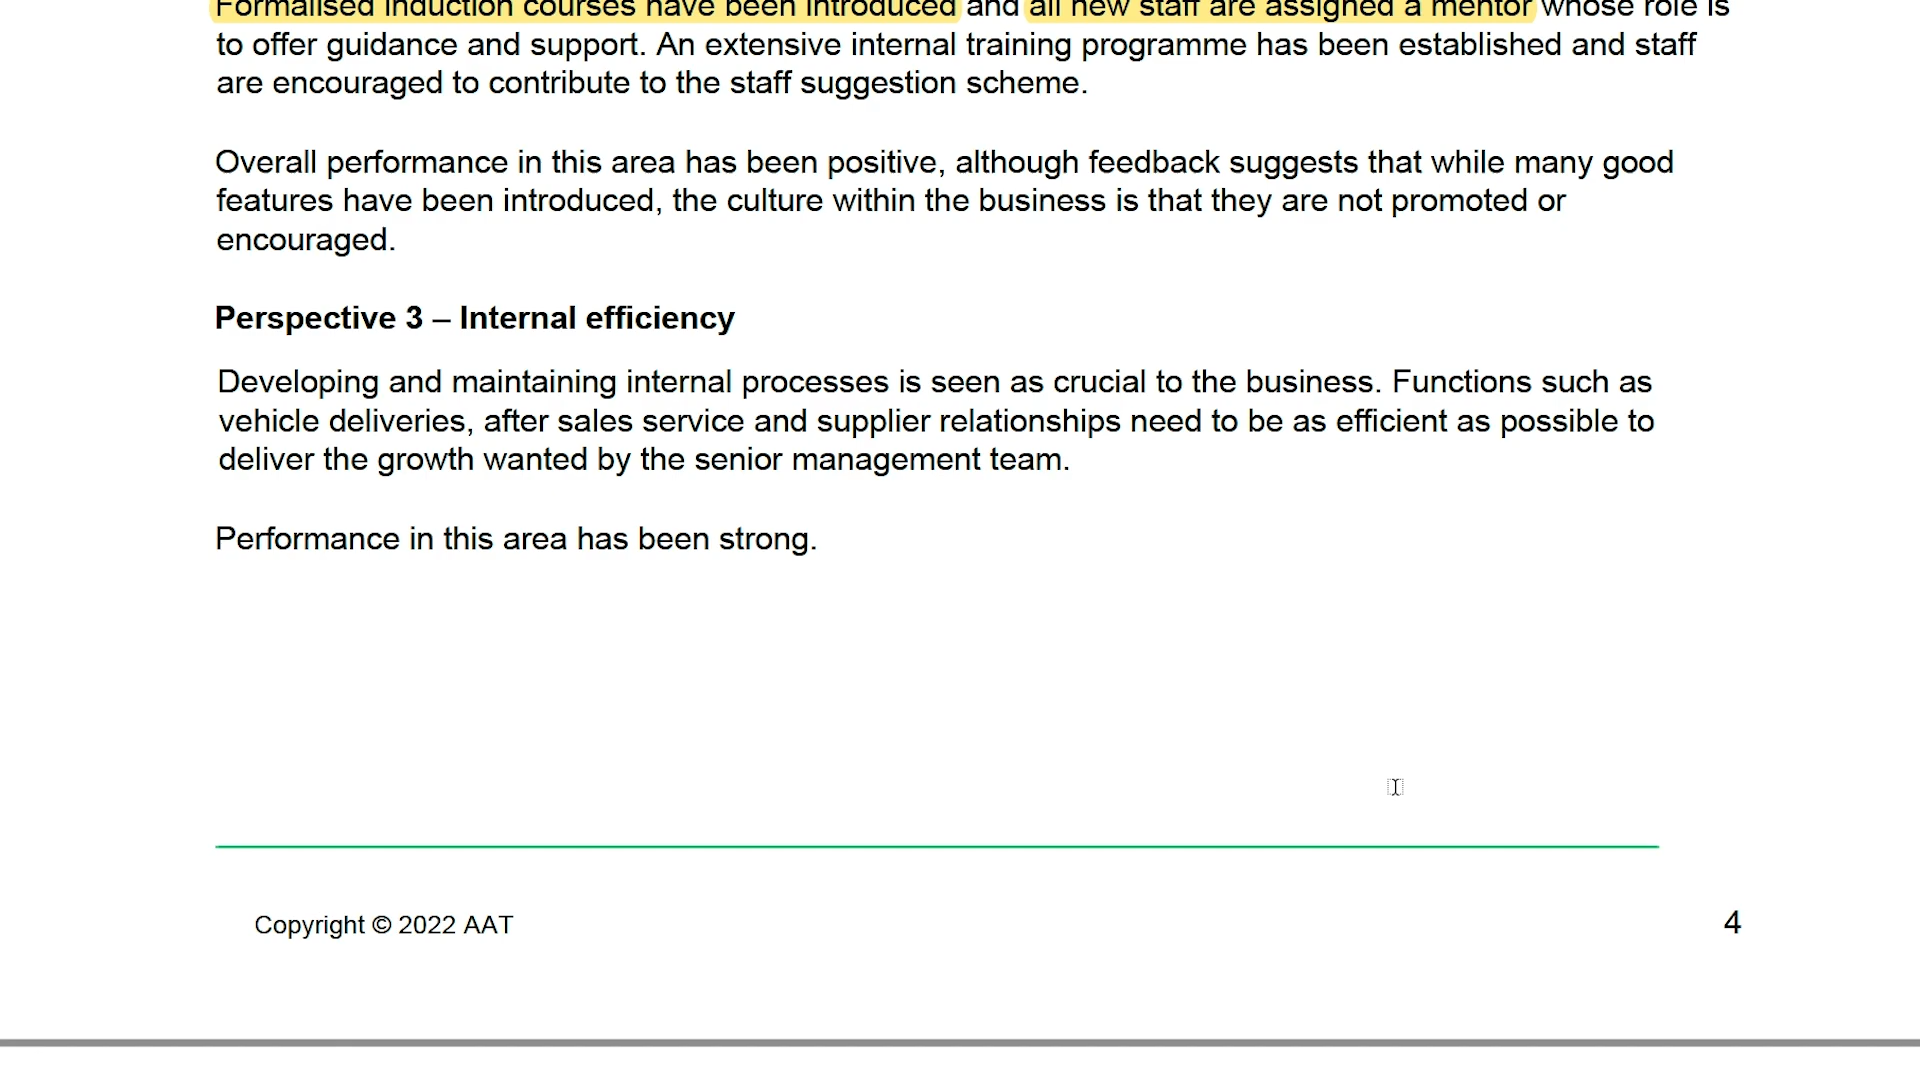 Formalised induction courses have been introduced and all new staff are assigned a mentor whose role is
to offer guidance and support. An extensive internal training programme has been established and staff
are encouraged to contribute to the staff suggestion scheme.
Overall performance in this area has been positive, although feedback suggests that while many good
features have been introduced, the culture within the business is that they are not promoted or
encouraged.
Perspective 3 – Internal efficiency
Developing and maintaining internal processes is seen as crucial to the business. Functions such as
vehicle deliveries, after sales service and supplier relationships need to be as efficient as possible to
deliver the growth wanted by the senior management team.
Performance in this area has been strong.
Copyright © 2022 AAT
4